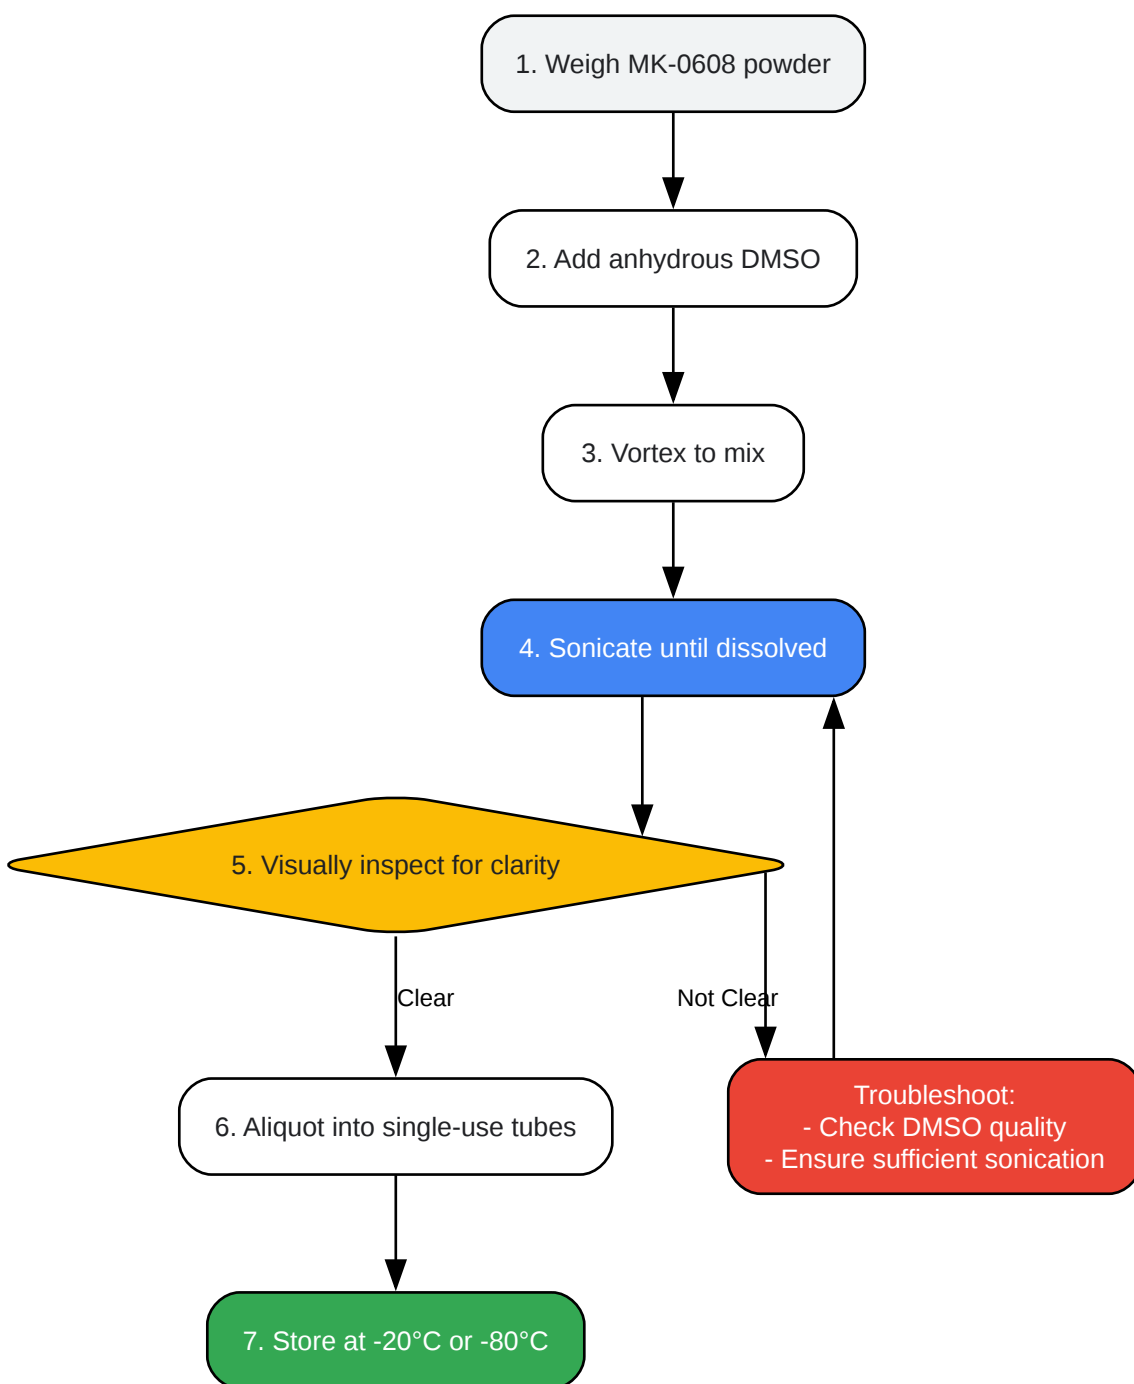 1. Weigh MK-0608 powder
2. Add anhydrous DMSO
3. Vortex to mix
4. Sonicate until dissolved
5. Visually inspect for clarity
Clear
Not Clear
6. Aliquot into single-use tubes
Troubleshoot:
- Check DMSO quality
- Ensure sufficient sonication
7. Store at -20°C or -80°C